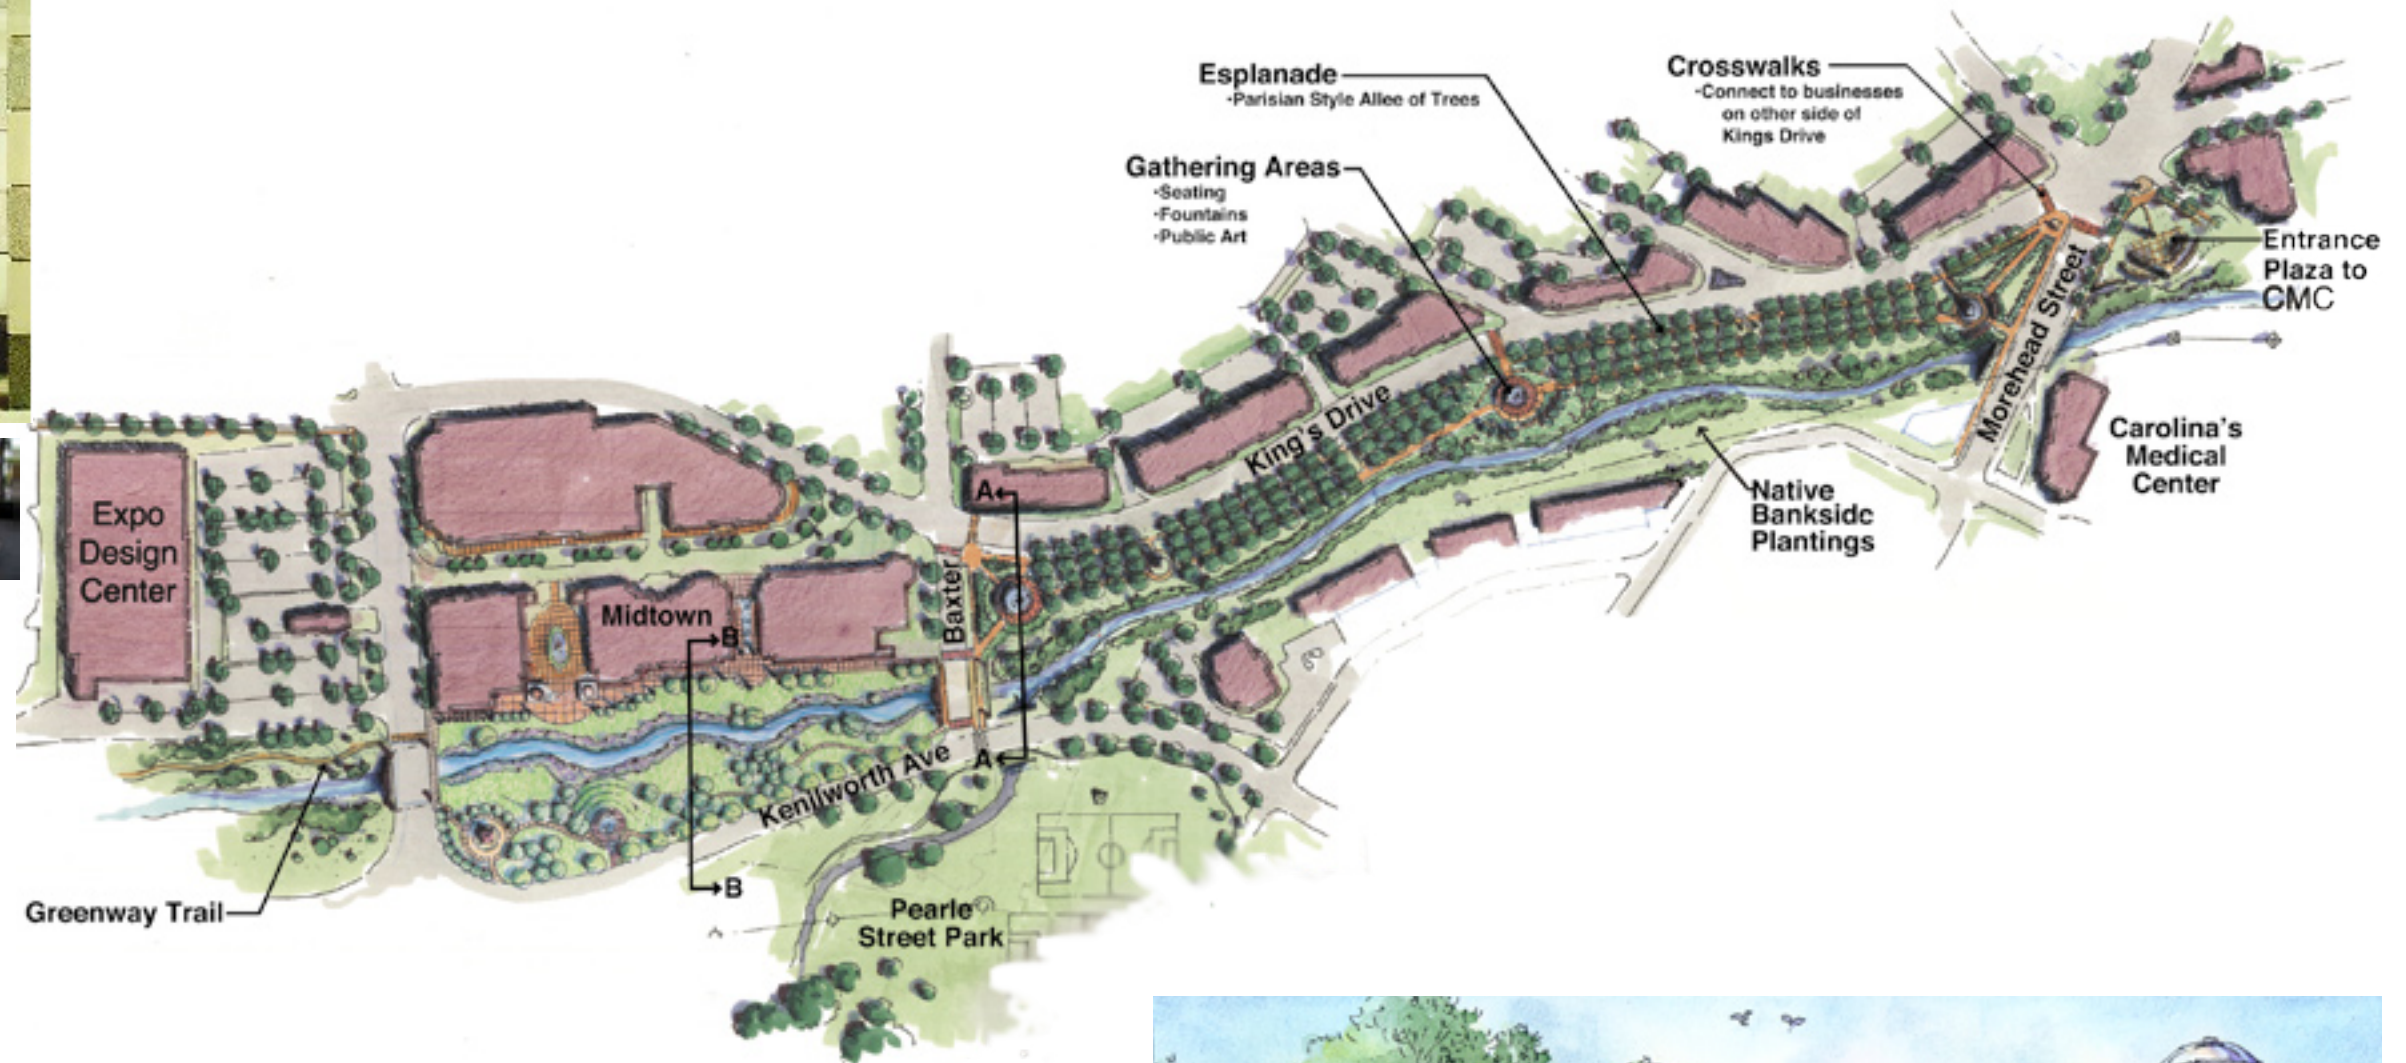 Esplanade
•Parisian Style Allee of Trees
Crosswalks
•Connect to businesses
on other side of
Kings Drive
Gathering Areas
•Seating
•Fountains
•Public Art
Entrance
Plaza to
CMC
Morehead Street
King's Drive
Carolina's
Medical
Center
Native
Bankside
Plantings
A
Expo
Design
Center
Midtown
B
Baxter
A
Kenilworth Ave
B
Greenway Trail
Pearle
Street Park